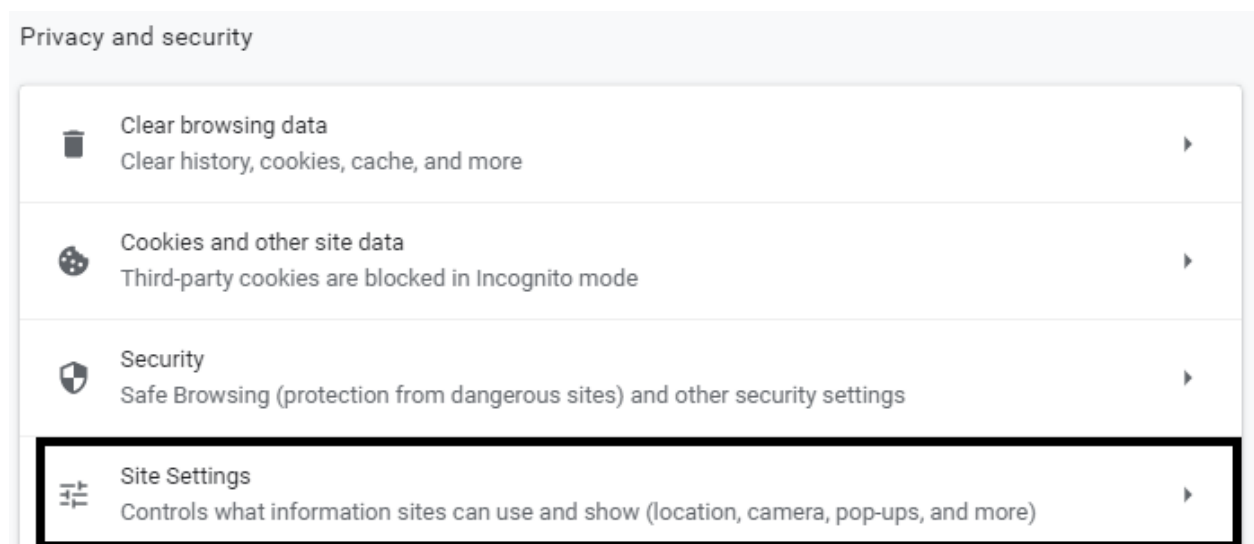 Privacy and security
Clear browsing data
Clear history, cookies, cache, and more
Cookies and other site data
Third-party cookies are blocked in Incognito mode
Security
Safe Browsing (protection from dangerous sites) and other security settings
Site Settings
Controls what information sites can use and show (location, camera, pop-ups, and more)